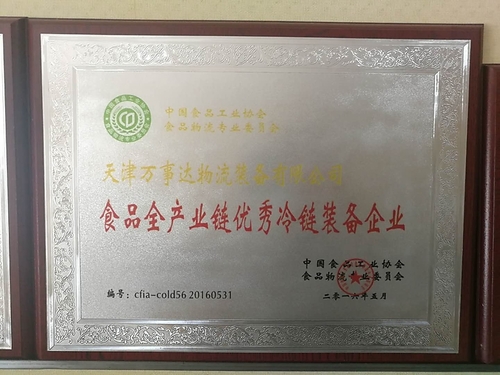 中国食品工业协会
食品物流专业委员会
天津万事达物流装备有限公司
食品全产业链优秀冷链装备企业
中国食品工业协会
食品物流专业委员会
编号：cfia-cold56 20160531
二零一六年五月